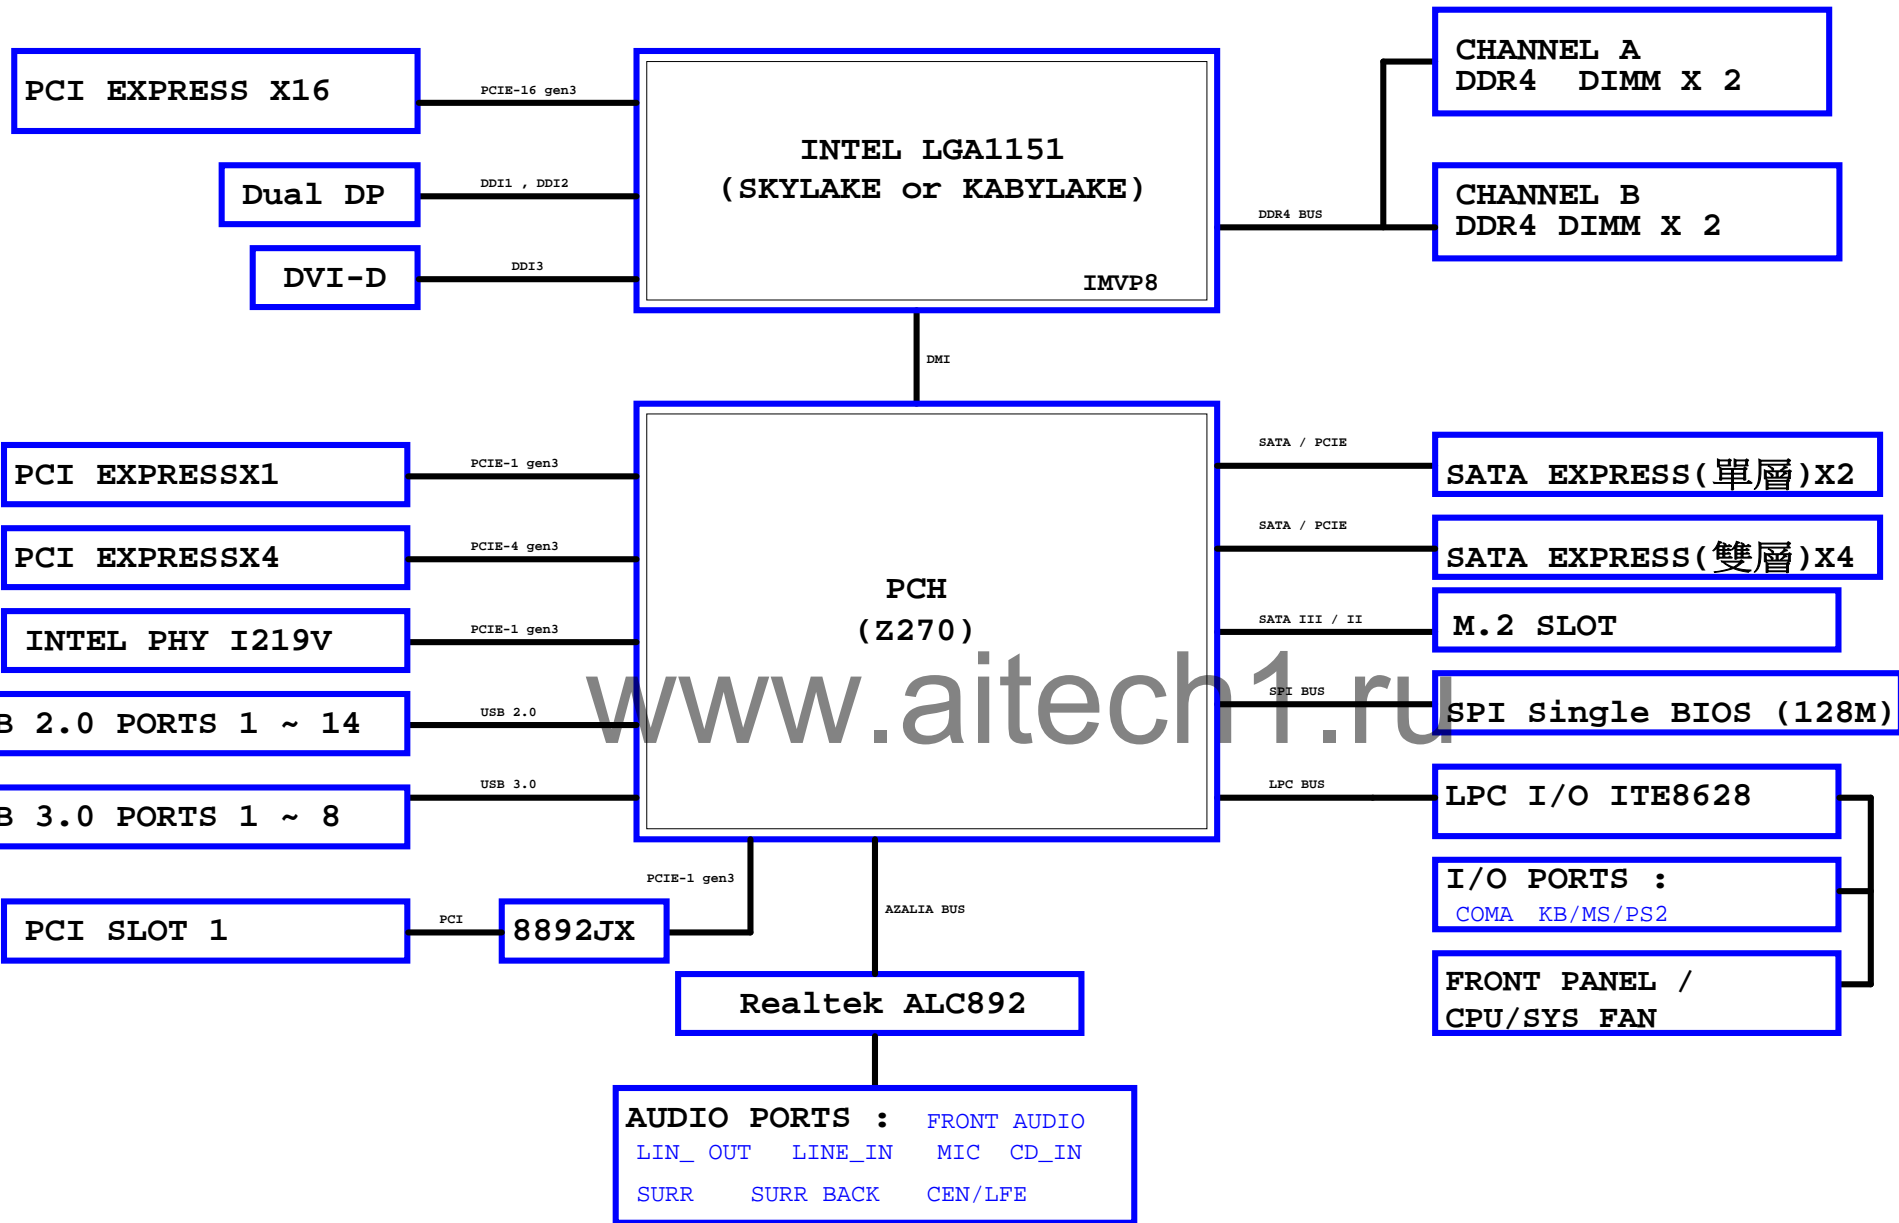 PCI EXPRESS X16
PCIE-16 gen3
Dual DP
DDI1 , DDI2
DVI-D
DDI3
INTEL LGA1151
(SKYLAKE or KABYLAKE)
IMVP8
DDR4 BUS
CHANNEL A
DDR4 DIMM X 2
CHANNEL B
DDR4 DIMM X 2
DMI
PCI EXPRESSX1
PCIE-1 gen3
PCI EXPRESSX4
PCIE-4 gen3
INTEL PHY I219V
PCIE-1 gen3
B 2.0 PORTS 1 ~ 14
USB 2.0
B 3.0 PORTS 1 ~ 8
USB 3.0
PCH
(Z270)
www.aitech1.ru
SATA / PCIE
SATA EXPRESS(單層)X2
SATA / PCIE
SATA EXPRESS(雙層)X4
SATA III / II
M.2 SLOT
SPI BUS
SPI Single BIOS (128M)
LPC BUS
LPC I/O ITE8628
I/O PORTS :
COMA KB/MS/PS2
FRONT PANEL /
CPU/SYS FAN
PCI SLOT 1
PCI
8892JX
PCIE-1 gen3
AZALIA BUS
Realtek ALC892
AUDIO PORTS : FRONT AUDIO
LIN_ OUT LINE_IN MIC CD_IN
SURR SURR BACK CEN/LFE